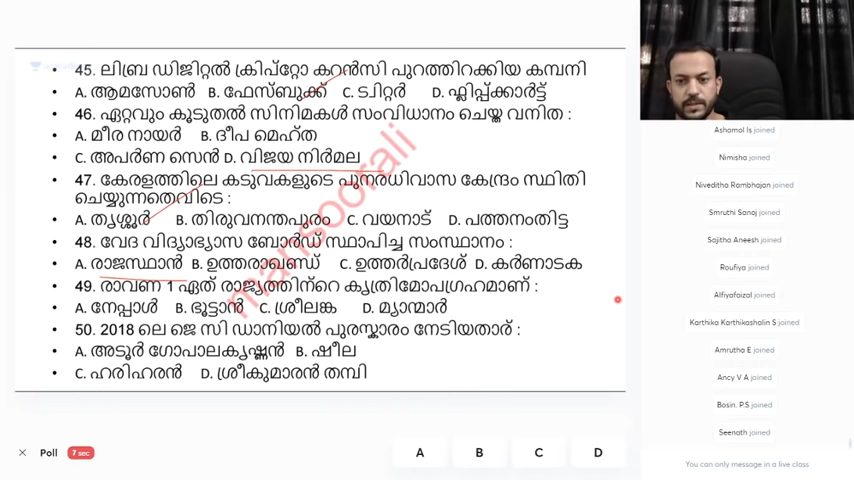 45. ലിബ്ര ഡിജിറ്റൽ ക്രിപ്റ്റോ കറൻസി പുറത്തിറക്കിയ കമ്പനി
A. ആമസോൺ B. ഫേസ്ബുക്ക് C. ട്വിറ്റർ D. ഫ്ലിപ്പ്ക്കാർട്ട്
46. ഏറ്റവും കൂടുതൽ സിനിമകൾ സംവിധാനം ചെയ്ത വനിത :
A. മീര നായർ B. ദീപ മെഹ്ത
C. അപർണ സെൻ D. വിജയ നിർമല
47. കേരളത്തിലെ കടുവകളുടെ പുനരധിവാസ കേന്ദ്രം സ്ഥിതി
ചെയ്യുന്നതെവിടെ :
A. തൃശ്ശൂർ B. തിരുവനന്തപുരം C. വയനാട് D. പത്തനംതിട്ട
48. വേദ വിദ്യാഭ്യാസ ബോർഡ് സ്ഥാപിച്ച സംസ്ഥാനം :
A. രാജസ്ഥാൻ B. ഉത്തരാഖണ്ഡ് C. ഉത്തർപ്രദേശ് D. കർണാടക
49. രാവണ 1 ഏത് രാജ്യത്തിന്റെ കൃത്രിമോപഗ്രഹമാണ് :
A. നേപ്പാൾ B. ഭൂട്ടാൻ C. ശ്രീലങ്ക D. മ്യാന്മാർ
50. 2018 ലെ ജെ സി ഡാനിയൽ പുരസ്കാരം നേടിയതാര് :
A. അടൂർ ഗോപാലകൃഷ്ണൻ B. ഷീല
C. ഹരിഹരൻ D. ശ്രീകുമാരൻ തമ്പി
mansoorali
Poll 7 sec
A B C D
Ashamol Is joined
Nimisha joined
Niveditha Rambhajan joined
Smruthi Sanoj joined
Sajitha Aneesh joined
Roufiya joined
Alfiyafaizol joined
Karthika Karthikashalin S joined
Amrutha E joined
Ancy V A joined
Bosin. P.S joined
Seenath joined
You can only message in a live class